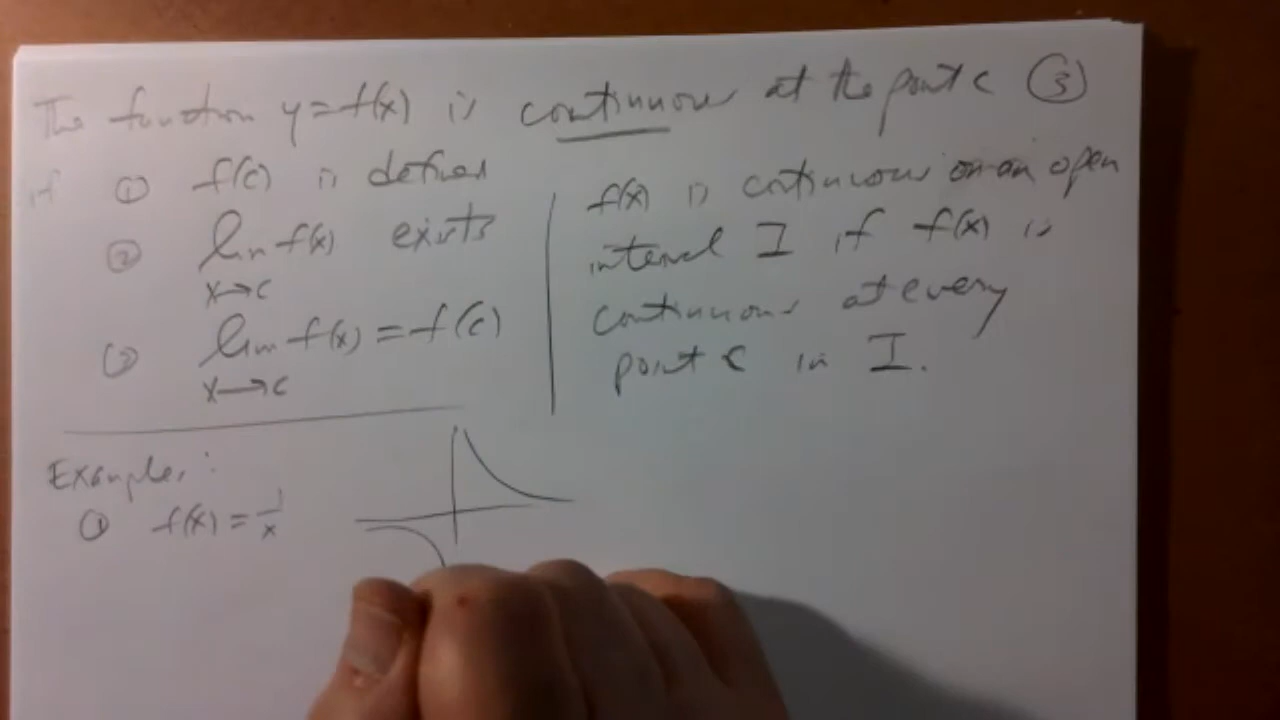 The function y=f(x) is continuous at the point c ③
if ① f(c) is defined
② lim f(x) exists
x→c
③ lim f(x) = f(c)
x→c
f(x) is continuous on an open
interval I if f(x) is
continuous at every
point c in I.
Examples:
① f(x) = 1/x